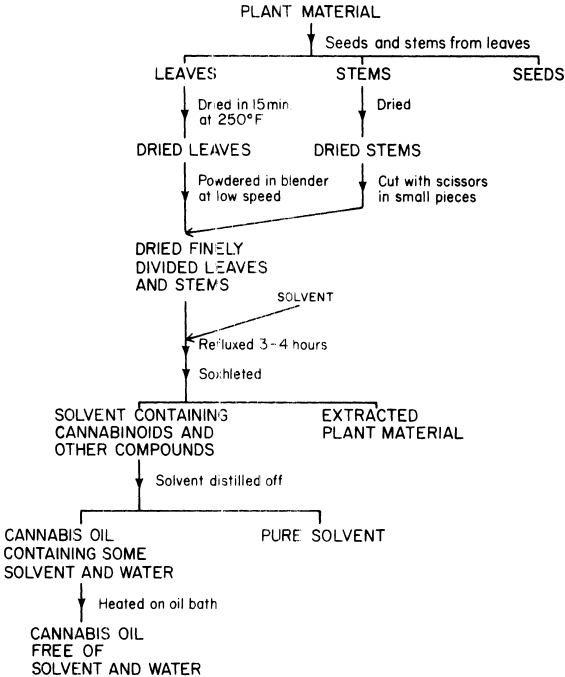 PLANT MATERIAL
Seeds and stems from leaves
LEAVES
STEMS
SEEDS
Dried in 15 min.
at 250°F
Dried
DRIED LEAVES
DRIED STEMS
Powdered in blender
at low speed
Cut with scissors
in small pieces
DRIED FINELY
DIVIDED LEAVES
AND STEMS
SOLVENT
Refluxed 3-4 hours
Soxhleted
SOLVENT CONTAINING
CANNABINOIDS AND
OTHER COMPOUNDS
EXTRACTED
PLANT MATERIAL
Solvent distilled off
CANNABIS OIL
CONTAINING SOME
SOLVENT AND WATER
PURE SOLVENT
Heated on oil bath
CANNABIS OIL
FREE OF
SOLVENT AND WATER